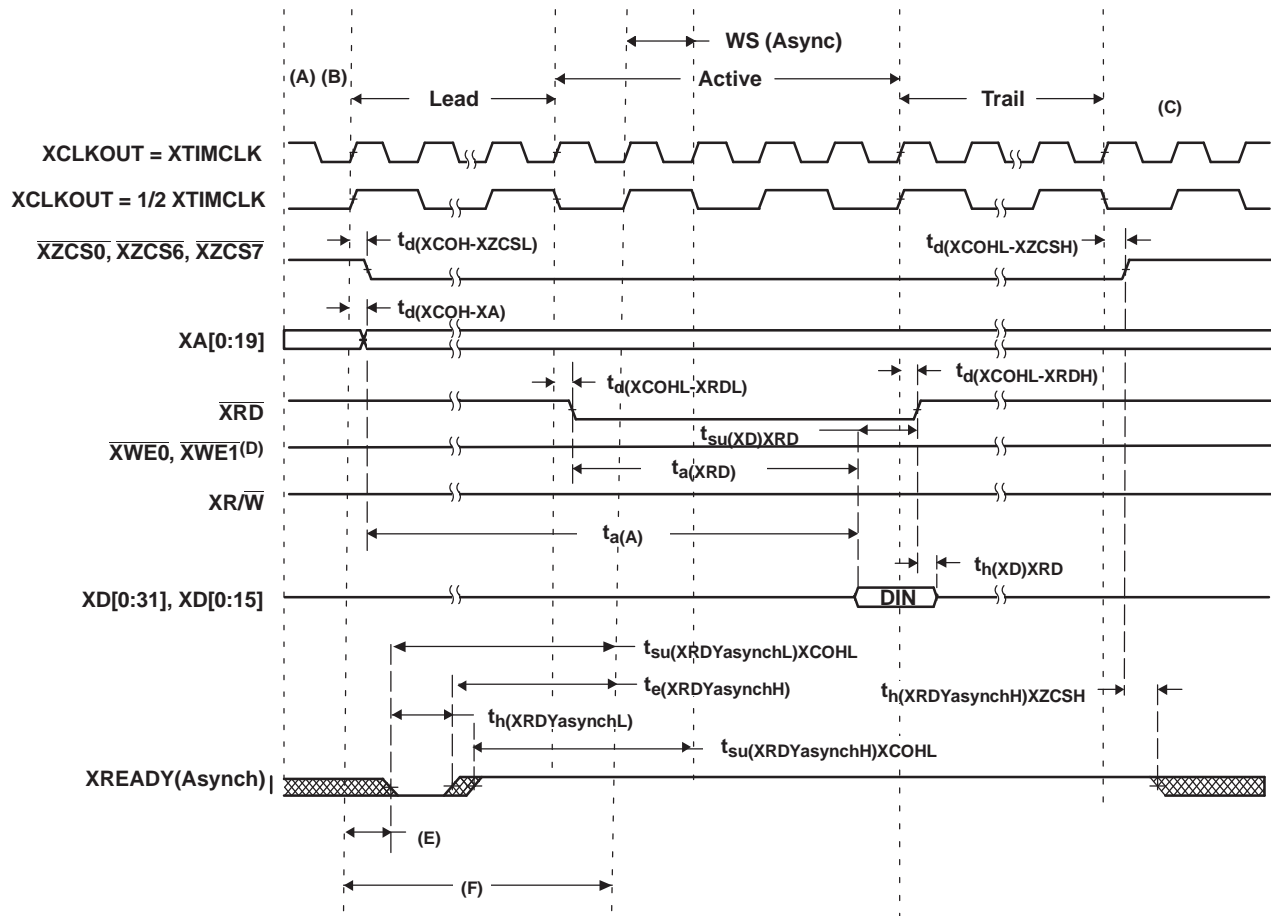 WS (Async)
(A) (B)
Active
Lead
Trail
(C)
XCLKOUT = XTIMCLK
XCLKOUT = 1/2 XTIMCLK
XZCS0, XZCS6, XZCS7
td(XCOH-XZCSL)
td(XCOHL-XZCSH)
td(XCOH-XA)
XA[0:19]
td(XCOHL-XRDL)
td(XCOHL-XRDH)
XRD
tsu(XD)XRD
XWE0, XWE1(D)
ta(XRD)
XR/W
ta(A)
th(XD)XRD
XD[0:31], XD[0:15]
DIN
tsu(XRDYasynchL)XCOHL
te(XRDYasynchH)
th(XRDYasynchH)XZCSH
th(XRDYasynchL)
tsu(XRDYasynchH)XCOHL
XREADY(Asynch)
(E)
(F)